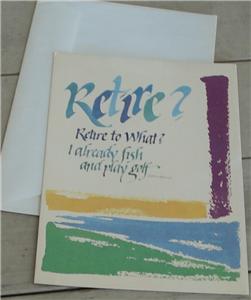 Retire?
Retire to What?
I already fish
and play golf